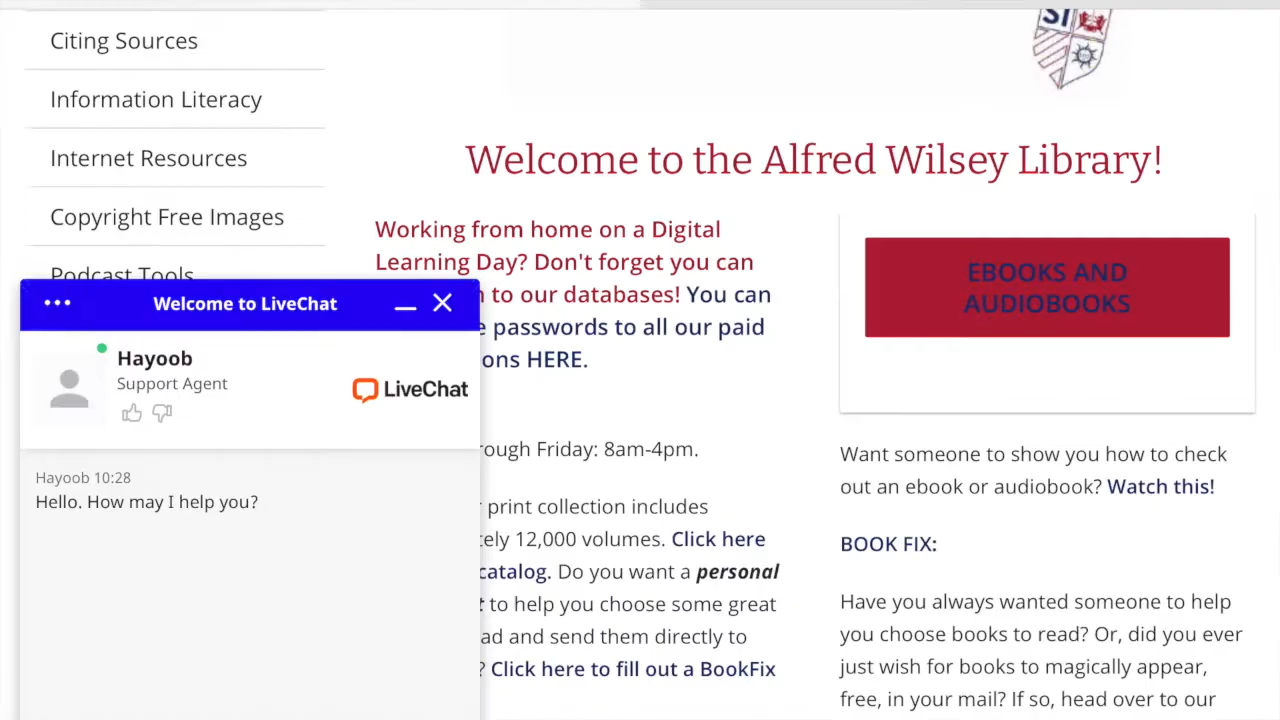 Citing Sources
Information Literacy
Internet Resources
Copyright Free Images
Podcast Tools
Welcome to LiveChat
Hayoob
Support Agent
LiveChat
Hayoob 10:28
Hello. How may I help you?
SI
Welcome to the Alfred Wilsey Library!
Working from home on a Digital
Learning Day? Don't forget you can
to our databases! You can
passwords to all our paid
HERE.
Friday: 8am-4pm.
print collection includes
12,000 volumes. Click here
catalog. Do you want a personal
to help you choose some great
and send them directly to
? Click here to fill out a BookFix
EBOOKS AND
AUDIOBOOKS
Want someone to show you how to check
out an ebook or audiobook? Watch this!
BOOK FIX:
Have you always wanted someone to help
you choose books to read? Or, did you ever
just wish for books to magically appear,
free, in your mail? If so, head over to our